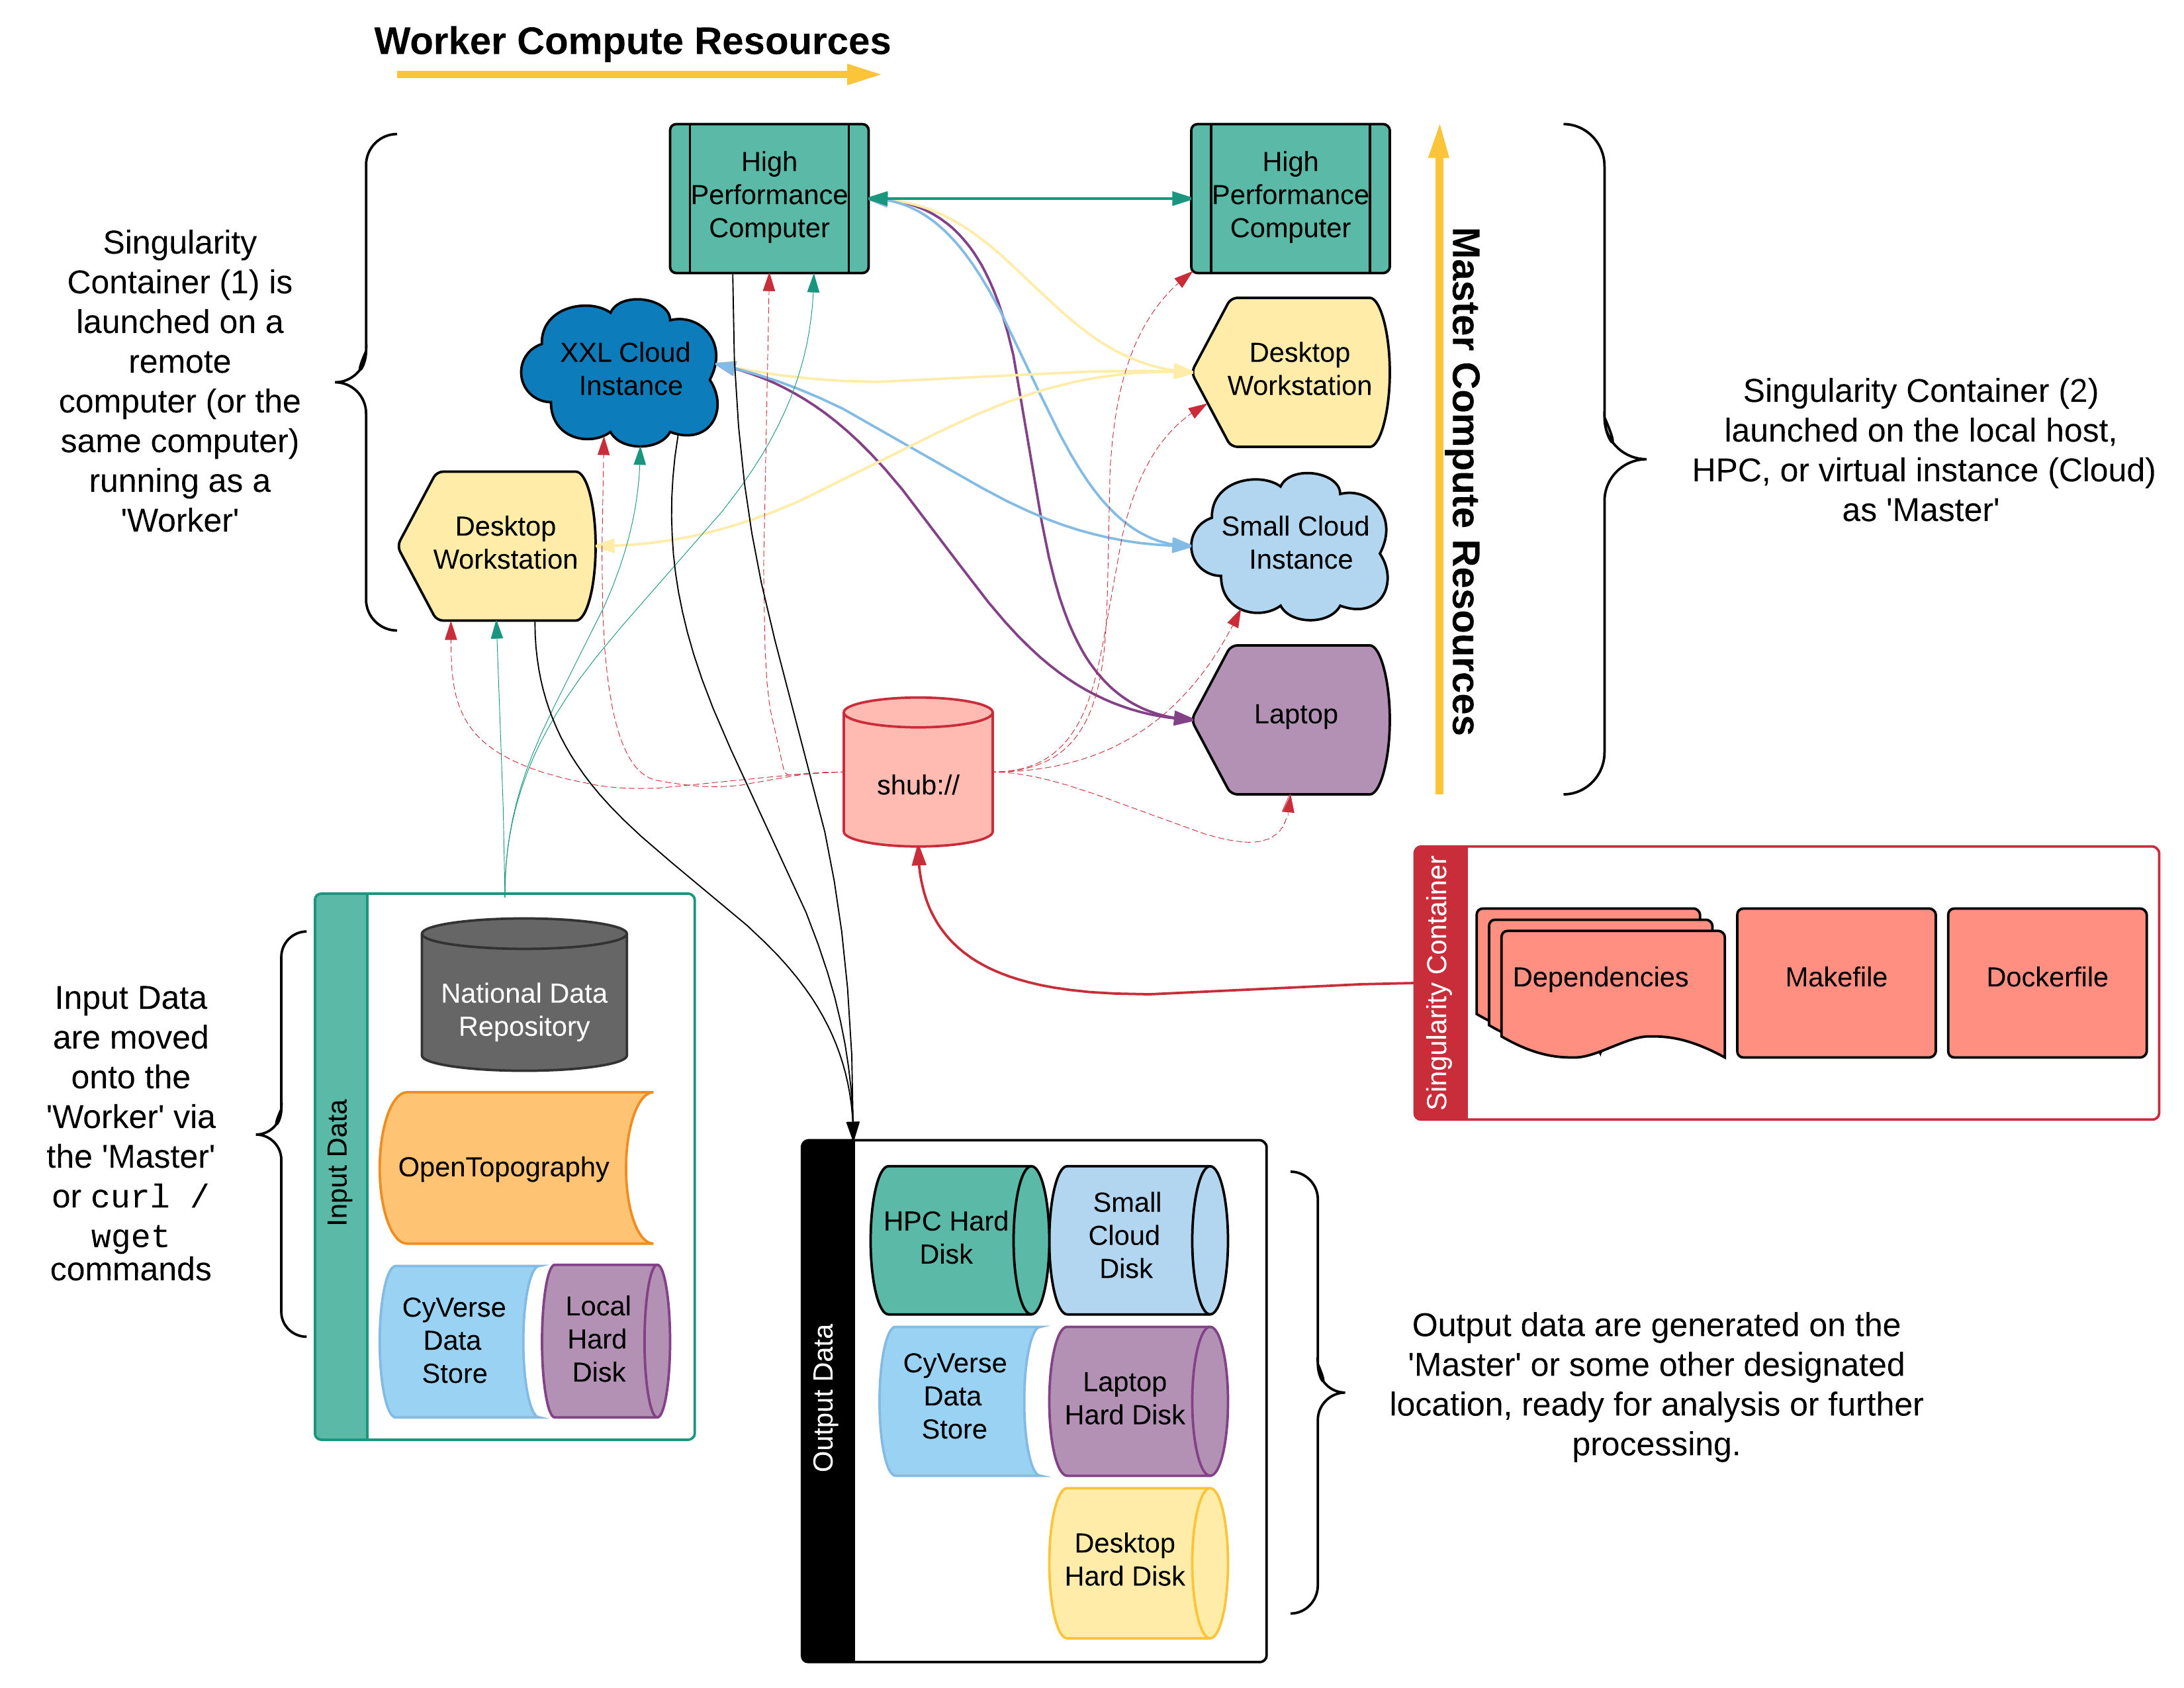 Worker Compute Resources
High
Performance
Computer
High
Performance
Computer
Master Compute Resources
Singularity
Container (1) is
launched on a
remote
computer (or the
same computer)
running as a
'Worker'
XXL Cloud
Instance
Desktop
Workstation
Desktop
Workstation
Small Cloud
Instance
Laptop
Singularity Container (2)
launched on the local host,
HPC, or virtual instance (Cloud)
as 'Master'
shub://
Singularity Container
Dependencies
Makefile
Dockerfile
Input Data
are moved
onto the
'Worker' via
the 'Master'
or curl /
wget
commands
Input Data
National Data
Repository
OpenTopography
CyVerse
Data
Store
Local
Hard
Disk
Output Data
HPC Hard
Disk
Small
Cloud
Disk
CyVerse
Data
Store
Laptop
Hard Disk
Desktop
Hard Disk
Output data are generated on the
'Master' or some other designated
location, ready for analysis or further
processing.